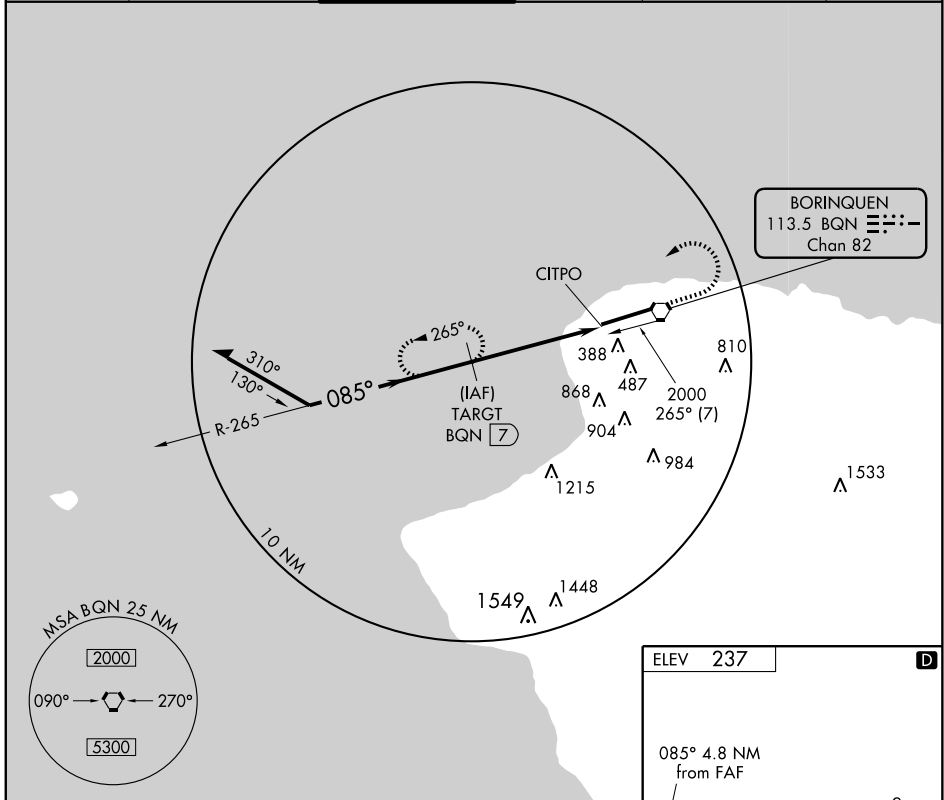 BORINQUEN
113.5 BQN
Chan 82
CITPO
265°
310°
130°
085°
R-265
(IAF)
TARGT
BQN 7
388
487
810
868
904
2000
265° (7)
984
1215
1533
10 NM
1549
1448
MSA BQN 25 NM
2000
090°
270°
5300
ELEV 237
D
085° 4.8 NM
from FAF